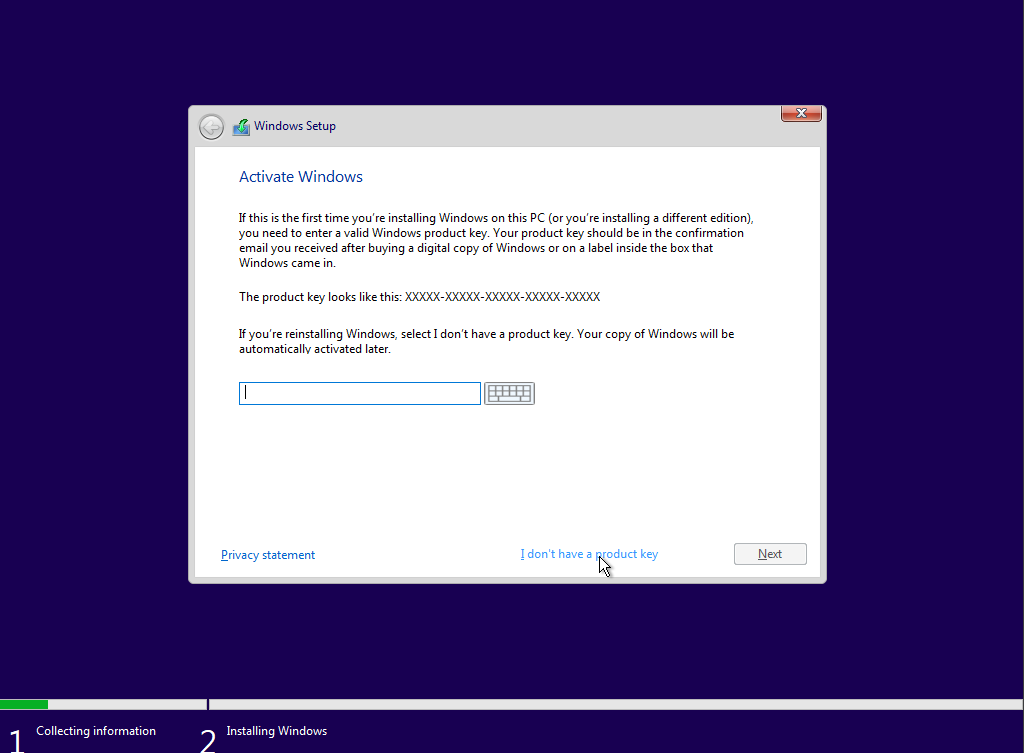 Windows Setup
Activate Windows
If this is the first time you're installing Windows on this PC (or you're installing a different edition),
you need to enter a valid Windows product key. Your product key should be in the confirmation
email you received after buying a digital copy of Windows or on a label inside the box that
Windows came in.
The product key looks like this: XXXXX-XXXXX-XXXXX-XXXXX-XXXXX
If you're reinstalling Windows, select I don't have a product key. Your copy of Windows will be
automatically activated later.
Privacy statement
I don't have a product key
Next
1 Collecting information
2 Installing Windows